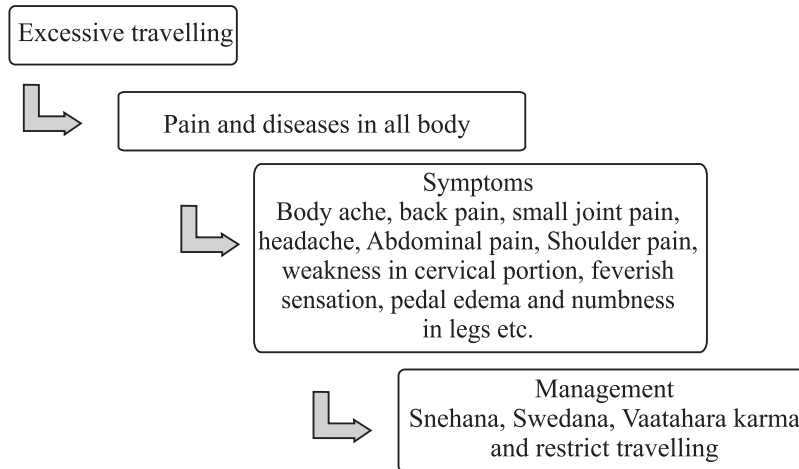 Excessive travelling
Pain and diseases in all body
Symptoms
Body ache, back pain, small joint pain,
headache, Abdominal pain, Shoulder pain,
weakness in cervical portion, feverish
sensation, pedal edema and numbness
in legs etc.
Management
Snehana, Swedana, Vaatahara karma
and restrict travelling